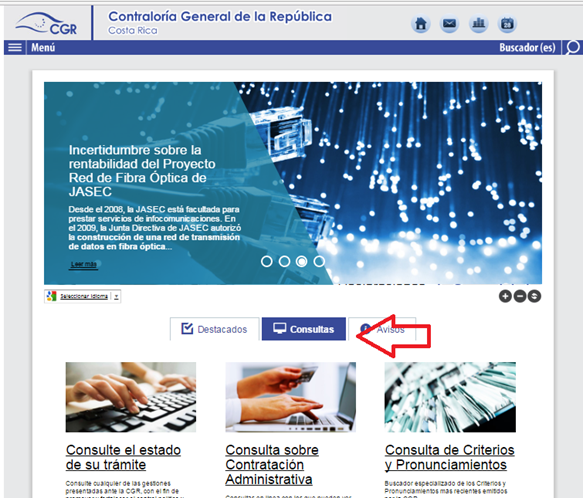 CGR
Contraloría General de la República
Costa Rica
28
Menú
Buscador (es)
Incertidumbre sobre la
rentabilidad del Proyecto
Red de Fibra Óptica de
JASEC
Desde el 2008, la JASEC está facultada para
prestar servicios de infocomunicaciones. En
el 2009, la Junta Directiva de JASEC autorizó
la construcción de una red de transmisión
de datos en fibra óptica...
Leer más
Seleccionar idioma
Destacados
Consultas
Avisos
Consulte el estado
de su trámite
Consulte cualquier de las gestiones
presentadas ante la CGR, con el fin de
Consulta sobre
Contratación
Administrativa
Consulta de Criterios
y Pronunciamientos
Buscador especializado de los Criterios y
Pronunciamientos más recientes emitidos